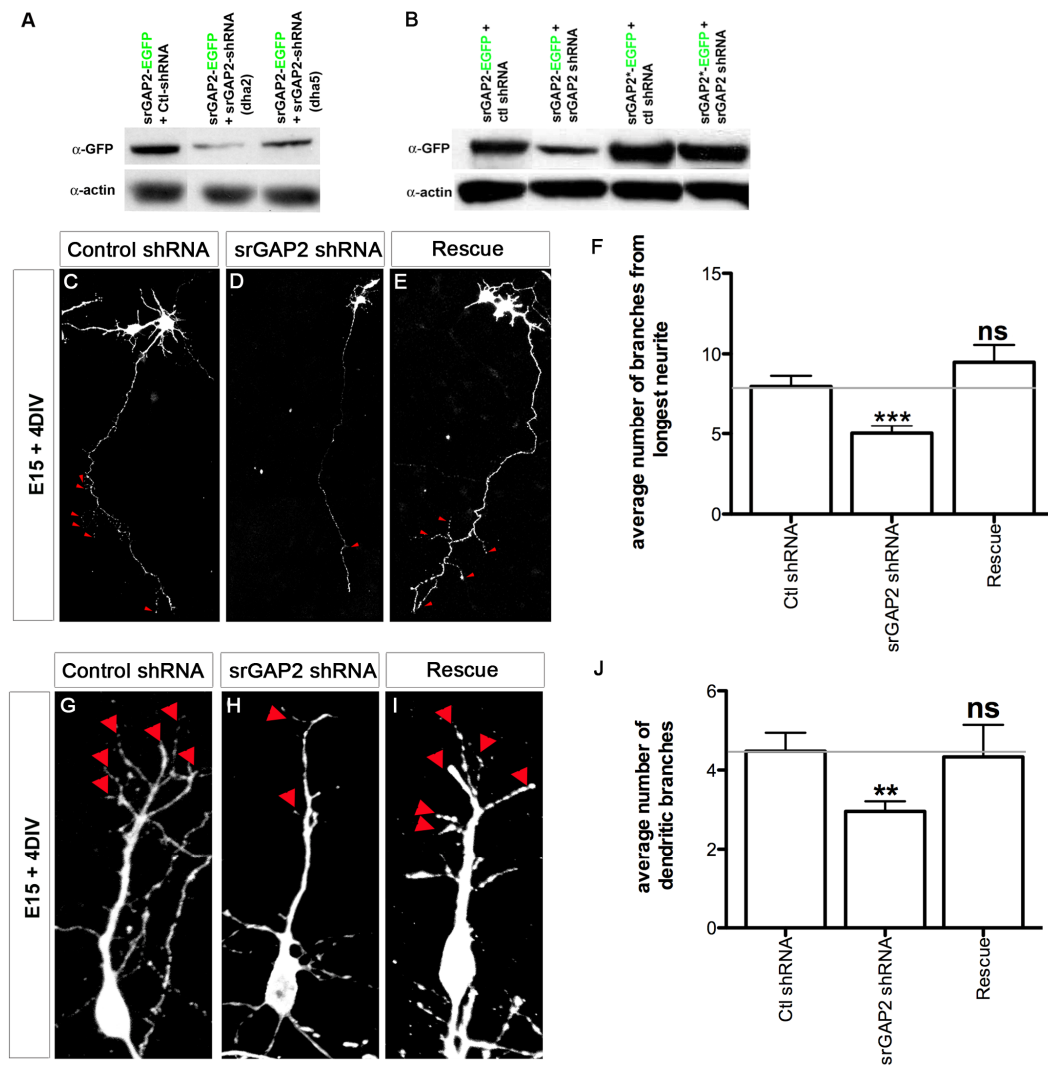 A
srGAP2-EGFP
+ Ctl-shRNA
srGAP2-EGFP
+ srGAP2-shRNA
(dha2)
srGAP2-EGFP
+ srGAP2-shRNA
(dha5)
α-GFP
α-actin
B
srGAP2-EGFP +
ctl shRNA
srGAP2-EGFP +
srGAP2 shRNA
srGAP2*-EGFP +
ctl shRNA
srGAP2*-EGFP +
srGAP2 shRNA
α-GFP
α-actin
Control shRNA
srGAP2 shRNA
Rescue
E15 + 4DIV
C
D
E
F
average number of branches from
longest neurite
15
10
5
0
***
ns
Ctl shRNA
srGAP2 shRNA
Rescue
Control shRNA
srGAP2 shRNA
Rescue
E15 + 4DIV
G
H
I
J
average number of
dendritic branches
6
4
2
0
**
ns
Ctl shRNA
srGAP2 shRNA
Rescue